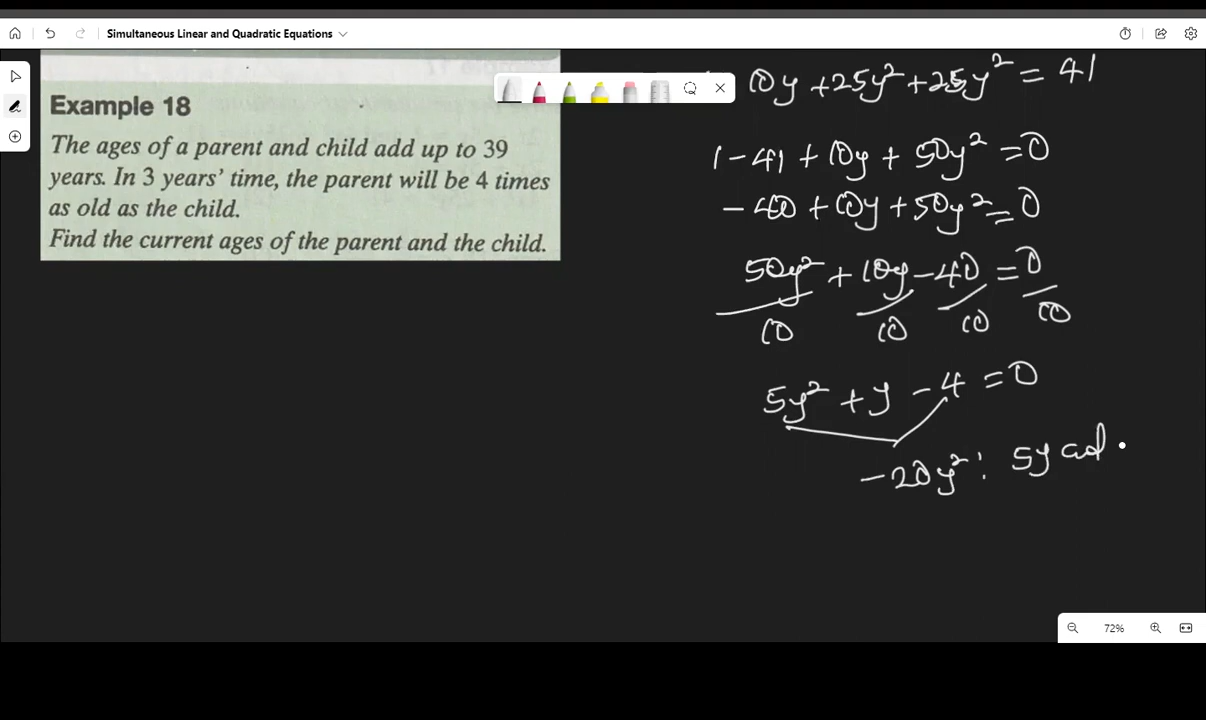 Simultaneous Linear and Quadratic Equations
Example 18
The ages of a parent and child add up to 39
years. In 3 years' time, the parent will be 4 times
as old as the child.
Find the current ages of the parent and the child.
10y + 25y² + 25y² = 41
1 - 41 + 10y + 50y² = 0
- 40 + 10y + 50y² = 0
50y² + 10y - 40 = 0
10 10 10 10
5y² + y - 4 = 0
- 20y² : 5y and
72%